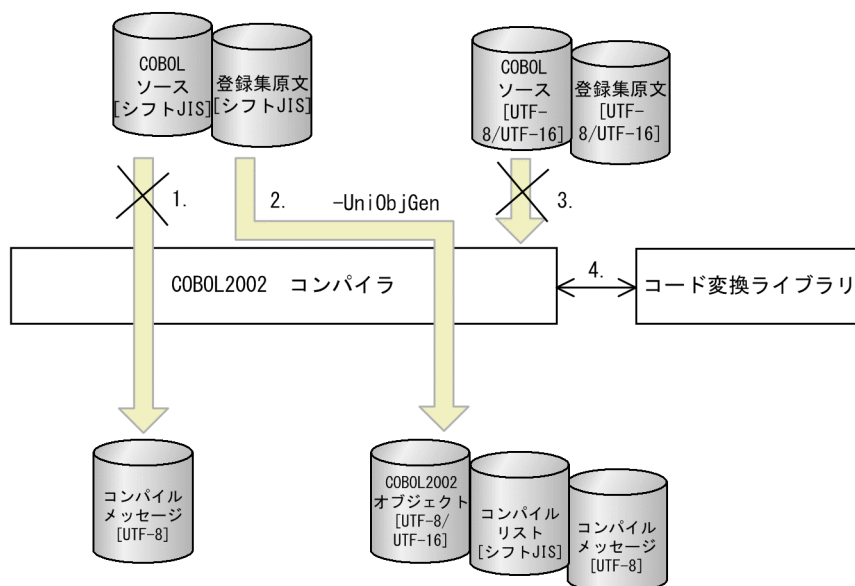 COBOL
ソース
[シフトJIS]
登録集原文
[シフトJIS]
COBOL
ソース
[UTF-
8/UTF-16]
登録集原文
[UTF-
8/UTF-16]
1.
2.
-UniObjGen
3.
COBOL2002 コンパイラ
4.
コード変換ライブラリ
コンパイル
メッセージ
[UTF-8]
COBOL2002
オブジェクト
[UTF-8/
UTF-16]
コンパイル
リスト
[シフトJIS]
コンパイル
メッセージ
[UTF-8]